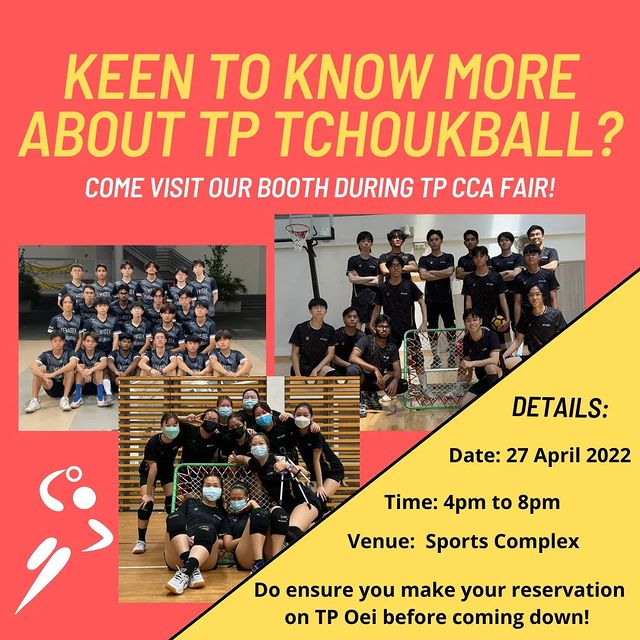 KEEN TO KNOW MORE
ABOUT TP TCHOUKBALL?
COME VISIT OUR BOOTH DURING TP CCA FAIR!
DETAILS:
Date: 27 April 2022
Time: 4pm to 8pm
Venue: Sports Complex
Do ensure you make your reservation
on TP Oei before coming down!